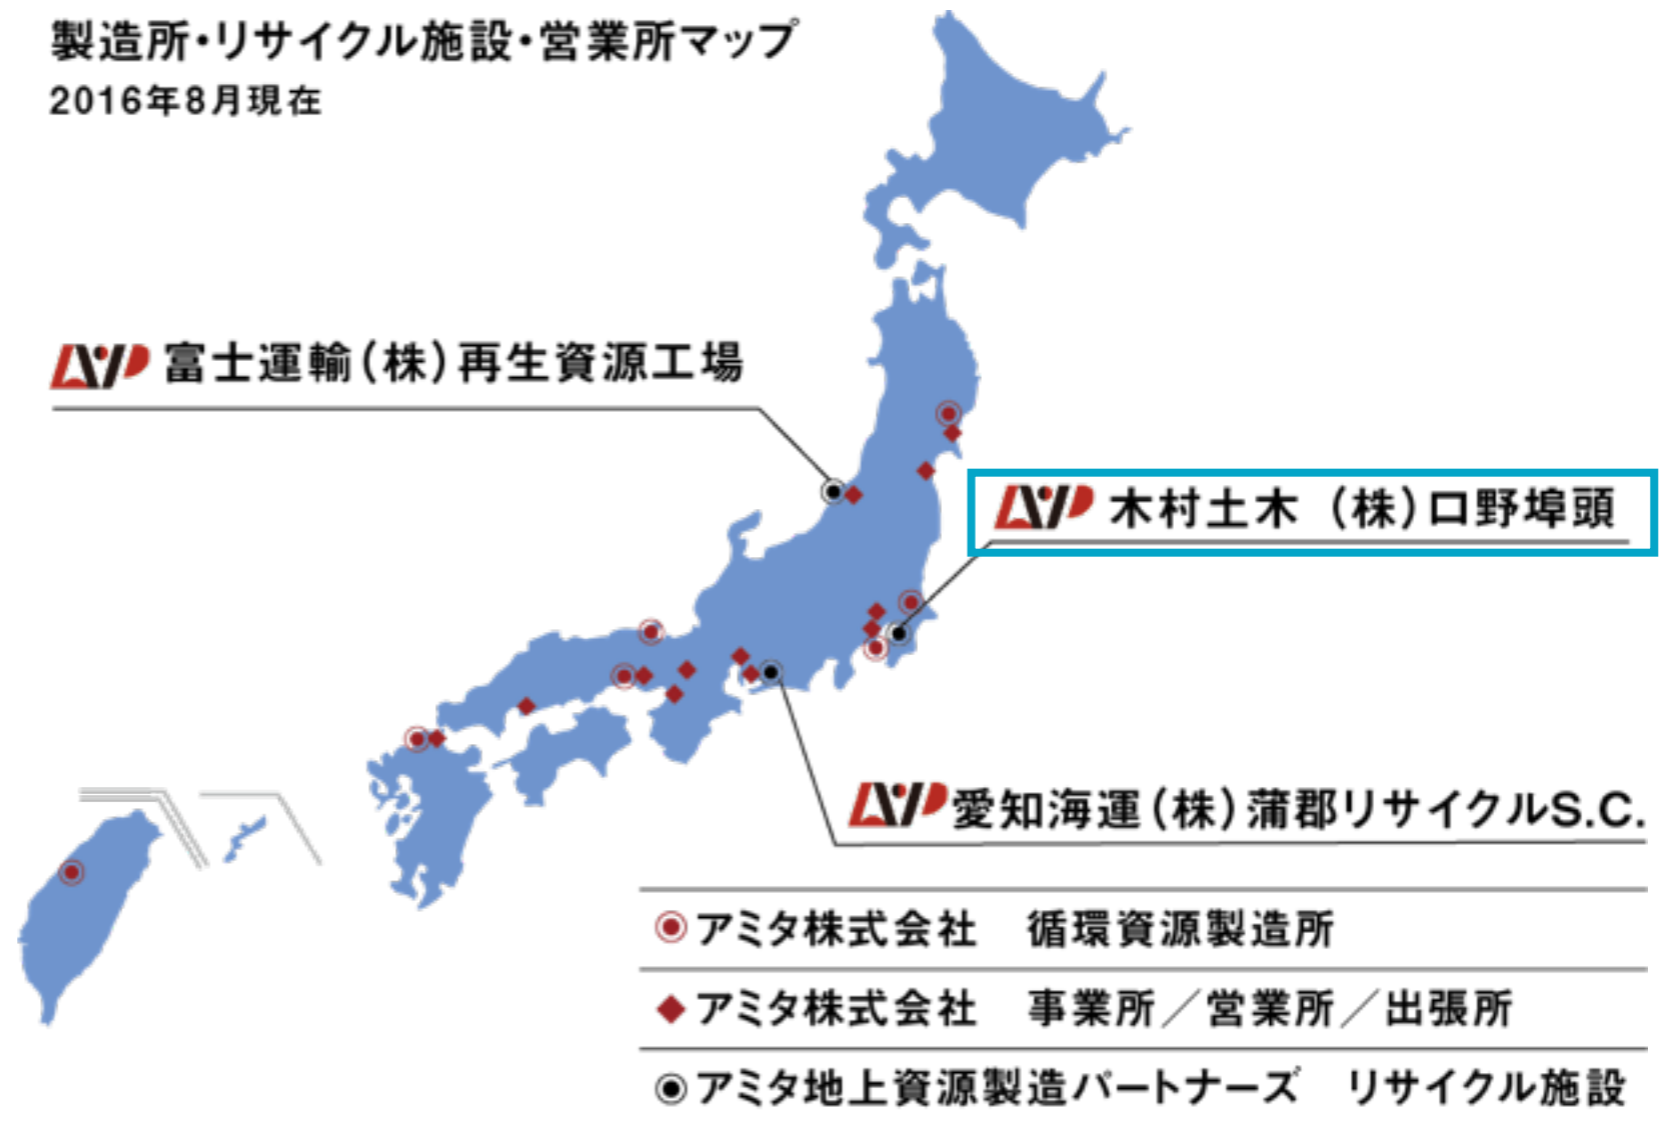 製造所・リサイクル施設・営業所マップ
2016年8月現在
富士運輸(株)再生資源工場
木村土木(株)口野埠頭
愛知海運(株)蒲郡リサイクルS.C.
アミタ株式会社 循環資源製造所
アミタ株式会社 事業所/営業所/出張所
アミタ地上資源製造パートナーズ リサイクル施設